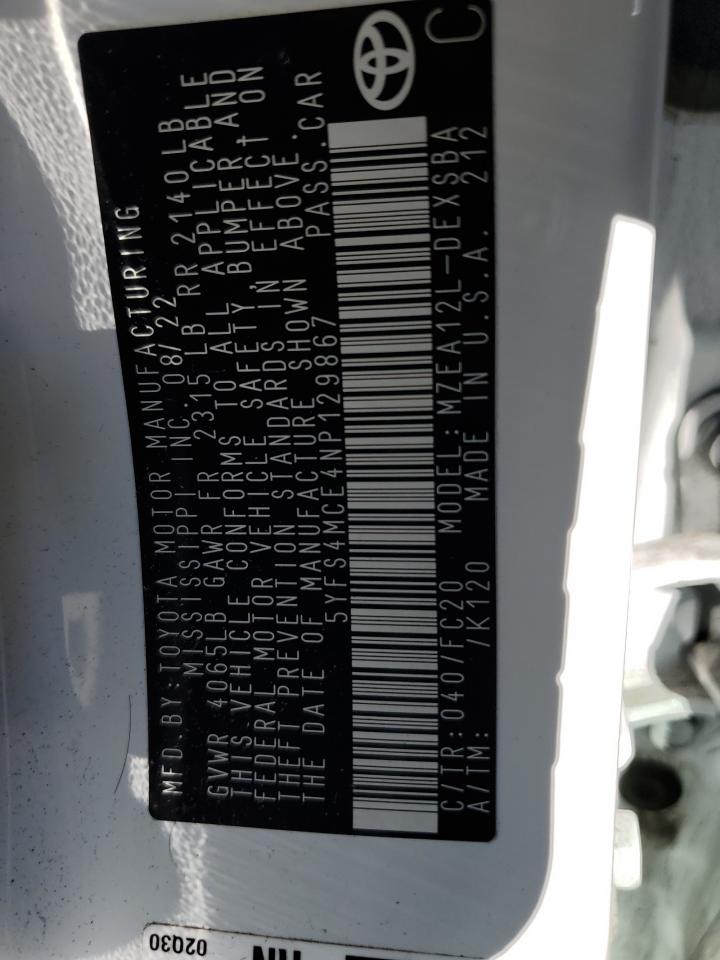 MFD.BY:TOYOTA MOTOR MANUFACTURING
MISSISSIPPI INC. 08/22
GVWR 4065LB GAWR FR 2315 LB RR 2140LB
THIS VEHICLE CONFORMS TO ALL APPLICABLE
FEDERAL MOTOR VEHICLE SAFETY, BUMPER AND
THEFT PREVENTION STANDARDS IN EFFECT ON
THE DATE OF MANUFACTURE SHOWN ABOVE.
5YFS4MCE4NP129867 PASS.CAR
C/TR:040/FC20 MODEL:MZEA12L-DEXSBA
A/TM: /K120 MADE IN U.S.A. 212
C
02Q30